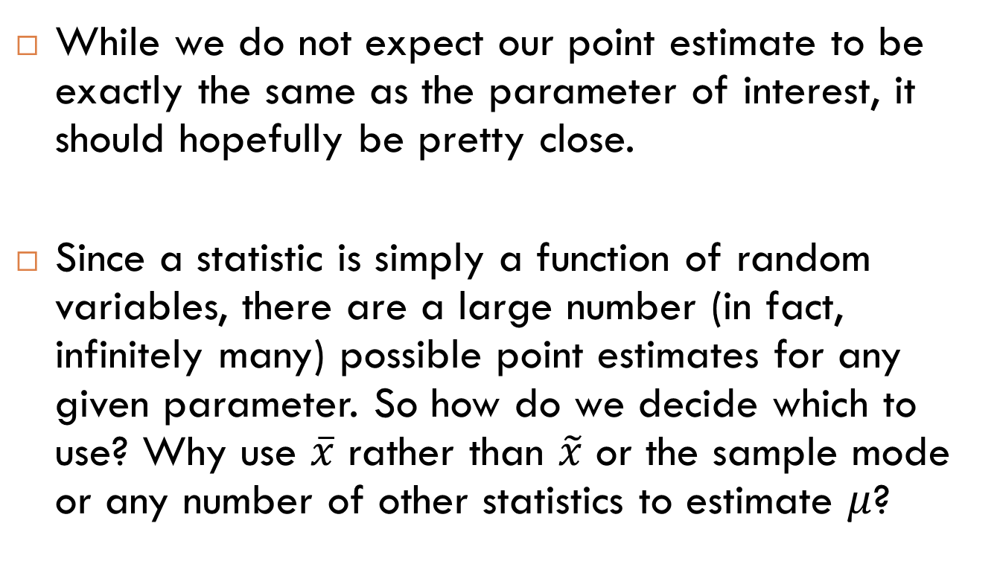 While we do not expect our point estimate to be
exactly the same as the parameter of interest, it
should hopefully be pretty close.
Since a statistic is simply a function of random
variables, there are a large number (in fact,
infinitely many) possible point estimates for any
given parameter. So how do we decide which to
use? Why use x̄ rather than x̃ or the sample mode
or any number of other statistics to estimate μ?